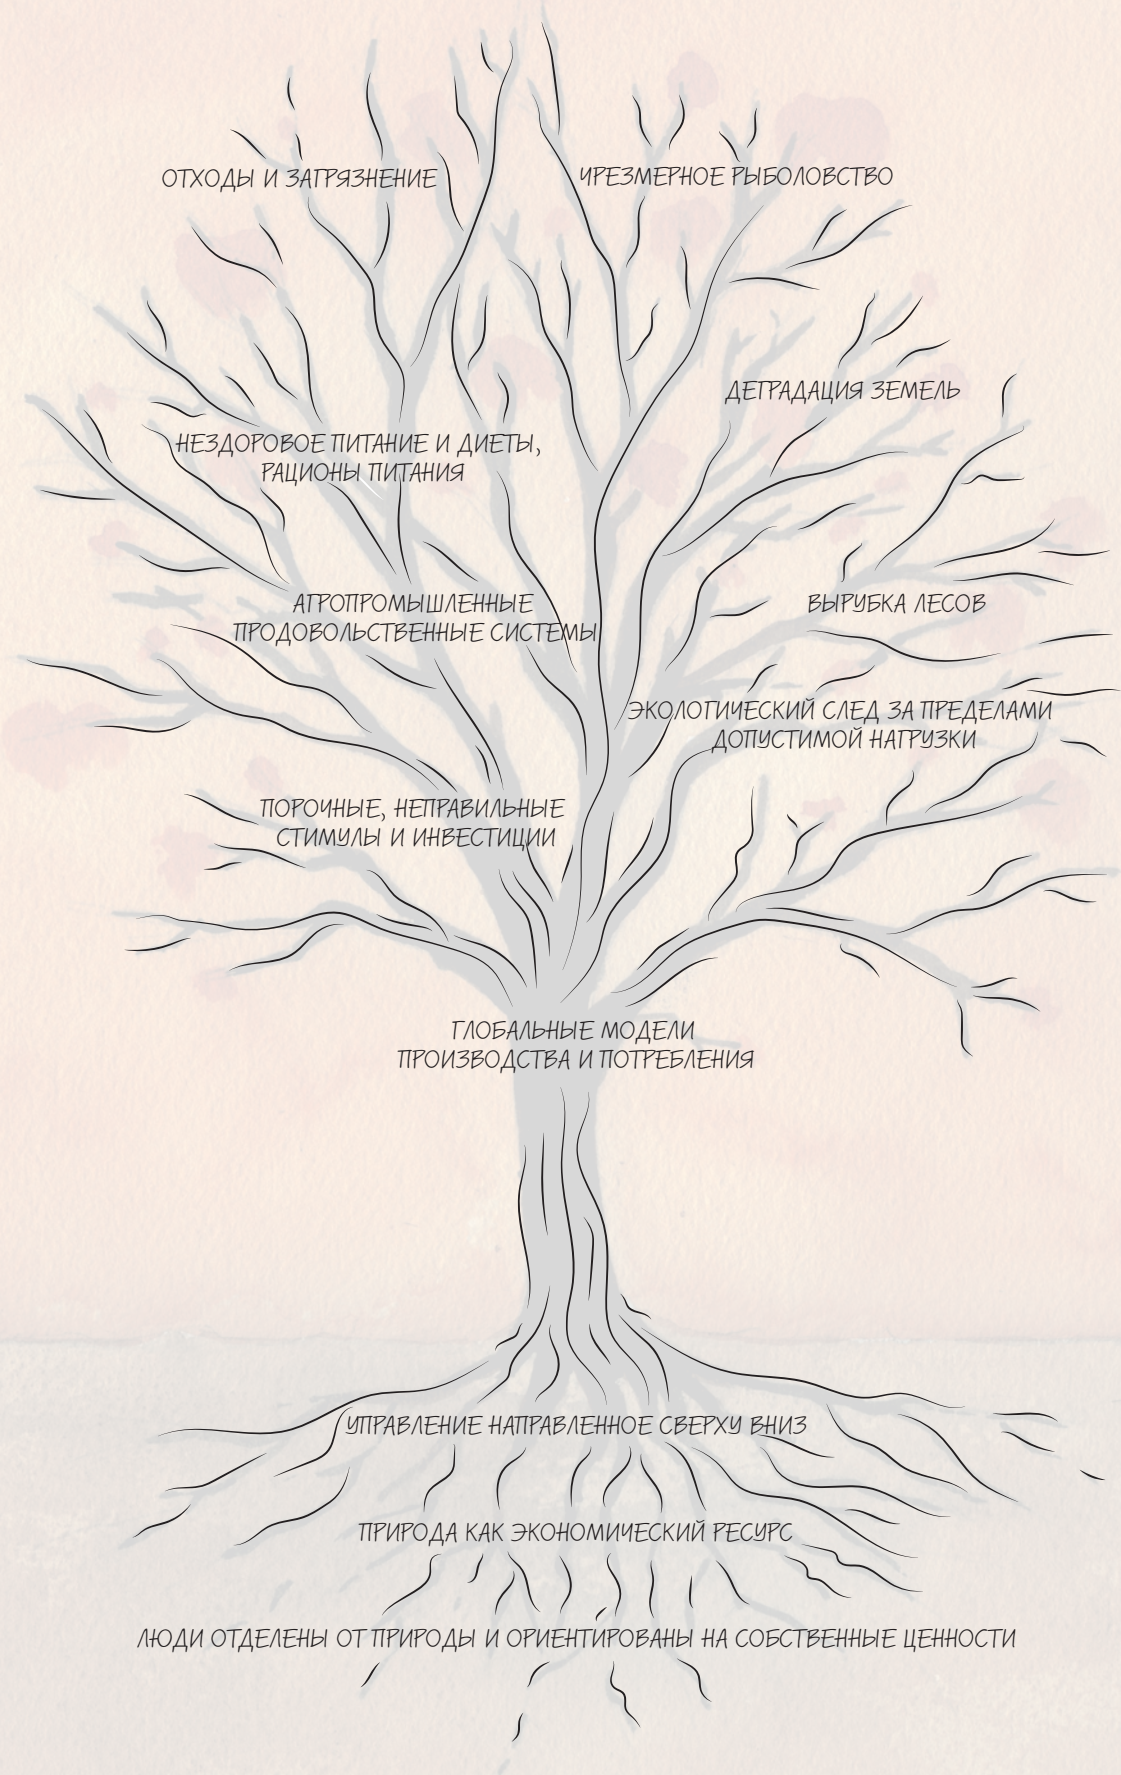 ОТХОДЫ И ЗАГРЯЗНЕНИЕ
ЧРЕЗМЕРНОЕ РЫБОЛОВСТВО
ДЕГРАДАЦИЯ ЗЕМЕЛЬ
НЕЗДОРОВОЕ ПИТАНИЕ И ДИЕТЫ,
РАЦИОНЫ ПИТАНИЯ
АГРОПРОМЫШЛЕННЫЕ
ПРОДОВОЛЬСТВЕННЫЕ СИСТЕМЫ
ВЫРУБКА ЛЕСОВ
ЭКОЛОГИЧЕСКИЙ СЛЕД ЗА ПРЕДЕЛАМИ
ДОПУСТИМОЙ НАГРУЗКИ
ПОРОЧНЫЕ, НЕПРАВИЛЬНЫЕ
СТИМУЛЫ И ИНВЕСТИЦИИ
ГЛОБАЛЬНЫЕ МОДЕЛИ
ПРОИЗВОДСТВА И ПОТРЕБЛЕНИЯ
УПРАВЛЕНИЕ НАПРАВЛЕННОЕ СВЕРХУ ВНИЗ
ПРИРОДА КАК ЭКОНОМИЧЕСКИЙ РЕСУРС
ЛЮДИ ОТДЕЛЕНЫ ОТ ПРИРОДЫ И ОРИЕНТИРОВАНЫ НА СОБСТВЕННЫЕ ЦЕННОСТИ